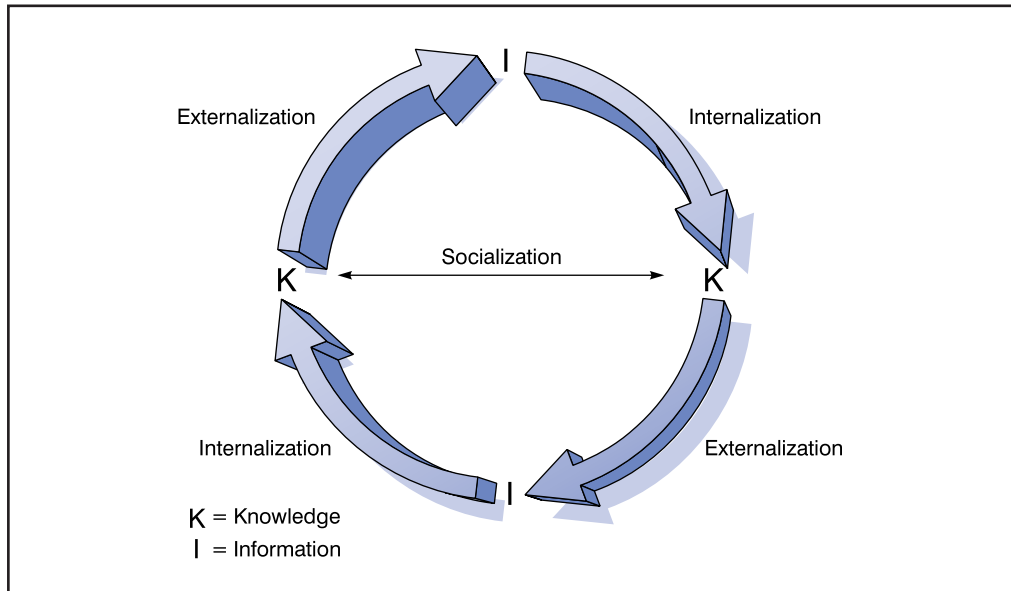 I
Externalization
Internalization
Socialization
K
K
Internalization
Externalization
I
K = Knowledge
I = Information